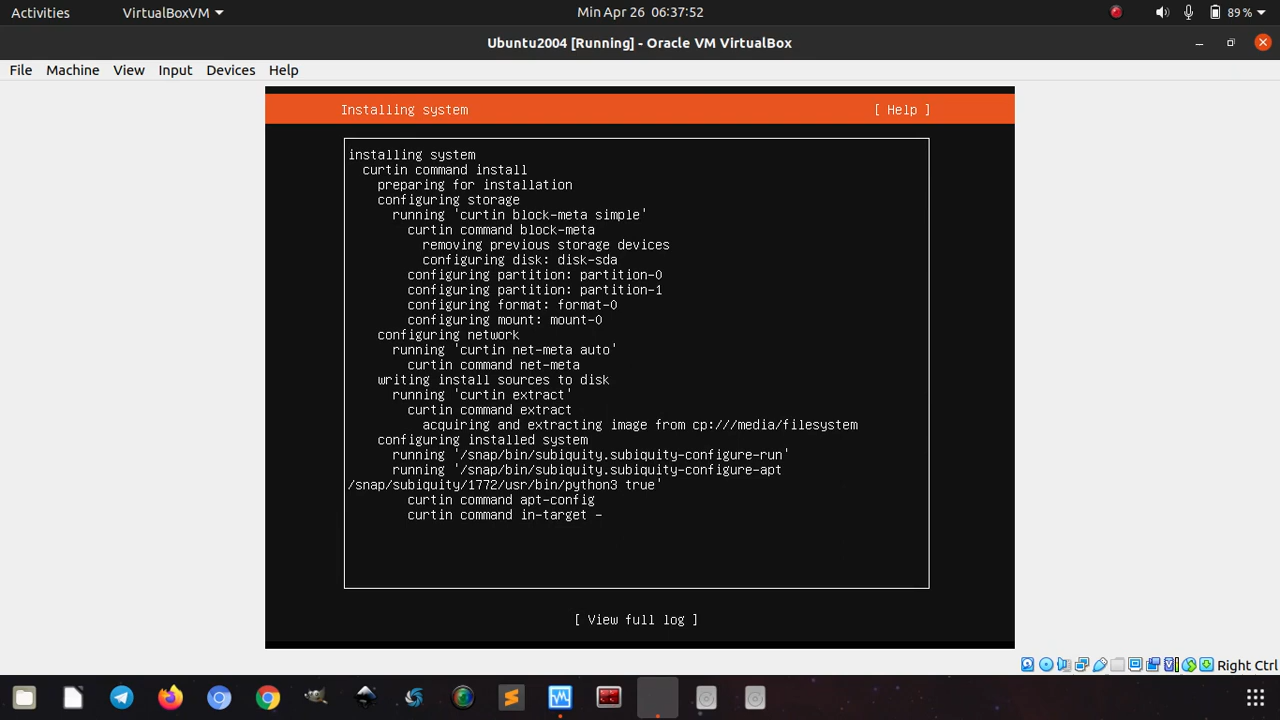 Activities VirtualBoxVM Min Apr 26 06:37:52 89 %
Ubuntu2004 [Running] - Oracle VM VirtualBox
File Machine View Input Devices Help
Installing system [ Help ]
installing system
curtin command install
preparing for installation
configuring storage
running 'curtin block-meta simple'
curtin command block-meta
removing previous storage devices
configuring disk: disk-sda
configuring partition: partition-0
configuring partition: partition-1
configuring format: format-0
configuring mount: mount-0
configuring network
running 'curtin net-meta auto'
curtin command net-meta
writing install sources to disk
running 'curtin extract'
curtin command extract
acquiring and extracting image from cp:///media/filesystem
configuring installed system
running '/snap/bin/subiquity.subiquity-configure-run'
running '/snap/bin/subiquity.subiquity-configure-apt
/snap/subiquity/1772/usr/bin/python3 true'
curtin command apt-config
curtin command in-target -
[ View full log ]
Right Ctrl